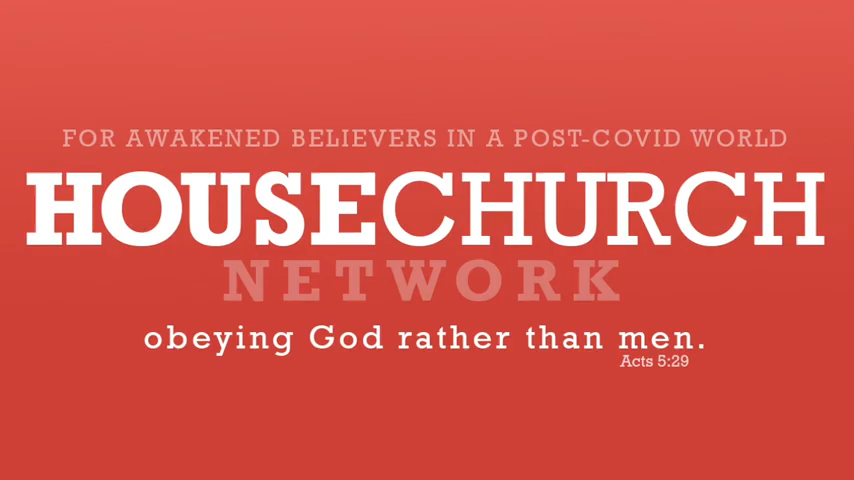 FOR AWAKENED BELIEVERS IN A POST-COVID WORLD
HOUSECHURCH
NETWORK
obeying God rather than men.
Acts 5:29